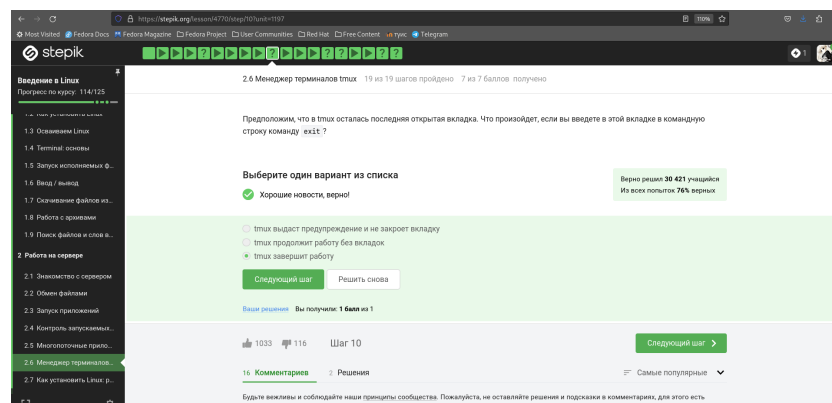 https://stepik.org/lesson/4770/step/10?unit=1197
110%
Most Visited Fedora Docs Fedora Magazine Fedora Project User Communities Red Hat Free Content туис Telegram
stepik
1
Введение в Linux
Прогресс по курсу: 114/125
2.6 Менеджер терминалов tmux 19 из 19 шагов пройдено 7 из 7 баллов получено
1.3 Осваиваем Linux
1.4 Terminal: основы
1.5 Запуск исполняемых ф...
1.6 Ввод / вывод
1.7 Скачивание файлов из...
1.8 Работа с архивами
1.9 Поиск файлов и слов в...
2 Работа на сервере
2.1 Знакомство с сервером
2.2 Обмен файлами
2.3 Запуск приложений
2.4 Контроль запускаемых...
2.5 Многопоточные прило...
2.6 Менеджер терминалов...
2.7 Как установить Linux: р...
Предположим, что в tmux осталась последняя открытая вкладка. Что произойдет, если вы введете в этой вкладке в командную
строку команду exit ?
Выберите один вариант из списка
Хорошие новости, верно!
Верно решил 30 421 учащийся
Из всех попыток 76% верных
tmux выдаст предупреждение и не закроет вкладку
tmux продолжит работу без вкладок
tmux завершит работу
Следующий шаг Решить снова
Ваши решения Вы получили: 1 балл из 1
1033 116 Шаг 10 Следующий шаг
16 Комментариев 2 Решения Самые популярные
Будьте вежливы и соблюдайте наши принципы сообщества. Пожалуйста, не оставляйте решения и подсказки в комментариях, для этого есть